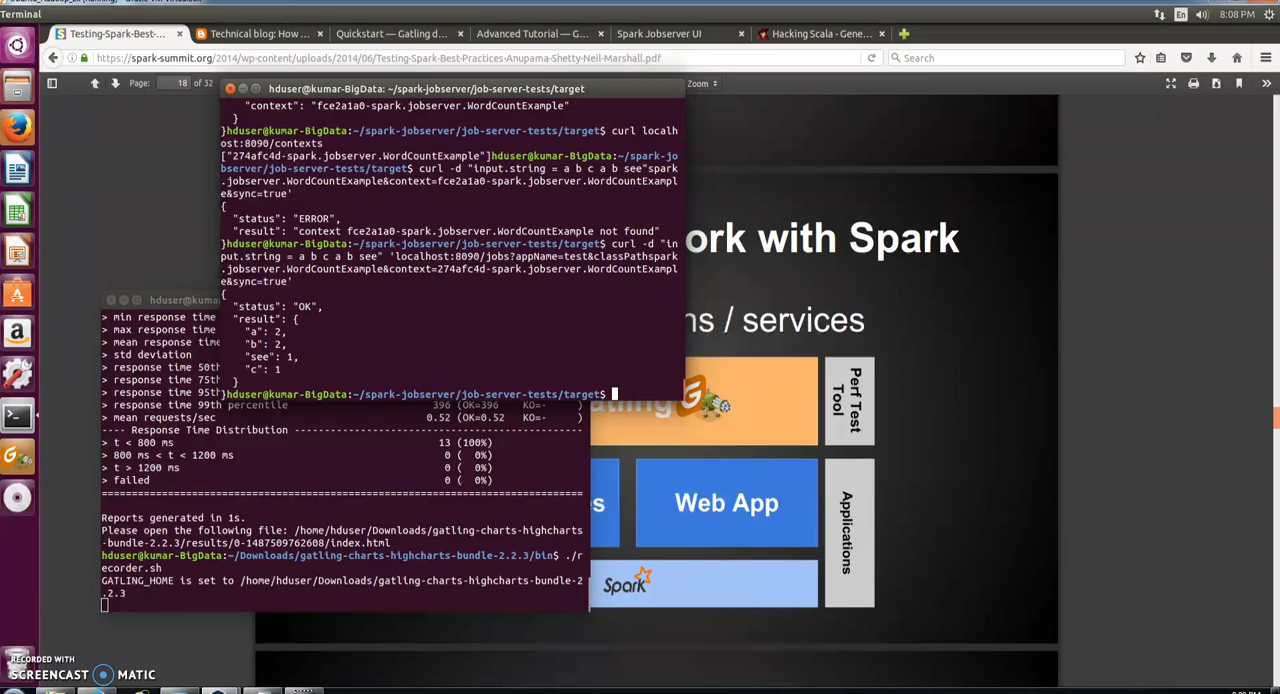 Terminal
En
8:08 PM
Testing-Spark-Best-...
Technical blog: How ...
Quickstart — Gatling d...
Advanced Tutorial — G...
Spark Jobserver UI
Hacking Scala - Gene...
https://spark-summit.org/2014/wp-content/uploads/2014/06/Testing-Spark-Best-Practices-Anupama-Shetty-Neil-Marshall.pdf
Search
Page: 18 of 32
Zoom
hduser@kumar-BigData: ~/spark-jobserver/job-server-tests/target
"context": "fce2a1a0-spark.jobserver.WordCountExample"
}
}hduser@kumar-BigData:~/spark-jobserver/job-server-tests/target$ curl localh
ost:8090/contexts
["274afc4d-spark.jobserver.WordCountExample"]hduser@kumar-BigData:~/spark-jo
bserver/job-server-tests/target$ curl -d "input.string = a b c a b see"spark
.jobserver.WordCountExample&context=fce2a1a0-spark.jobserver.WordCountExample
&sync=true'
{
"status": "ERROR",
"result": "Context fce2a1a0-spark.jobserver.WordCountExample not found"
}hduser@kumar-BigData:~/spark-jobserver/job-server-tests/target$ curl -d "in
put.string = a b c a b see" 'localhost:8090/jobs?appName=test&classPathspark
.jobserver.WordCountExample&context=274afc4d-spark.jobserver.WordCountExampl
e&sync=true'
{
"status": "OK",
"result": {
"a": 2,
"b": 2,
"see": 1,
"c": 1
}
}hduser@kumar-BigData:~/spark-jobserver/job-server-tests/target$
hduser@kuma
> min response time
> max response time
> mean response time
> std deviation
> response time 50th
> response time 75th
> response time 95th
> response time 99th percentile 396 (OK=396 KO=- )
> mean requests/sec 0.52 (OK=0.52 KO=- )
---- Response Time Distribution ----------------------------------------
> t < 800 ms 13 (100%)
> 800 ms < t < 1200 ms 0 ( 0%)
> t > 1200 ms 0 ( 0%)
> failed 0 ( 0%)
================================================================================
Reports generated in 1s.
Please open the following file: /home/hduser/Downloads/gatling-charts-highcharts
-bundle-2.2.3/results/0-1487509762608/index.html
hduser@kumar-BigData:~/Downloads/gatling-charts-highcharts-bundle-2.2.3/bin$ ./r
ecorder.sh
GATLING_HOME is set to /home/hduser/Downloads/gatling-charts-highcharts-bundle-2
.2.3
ork with Spark
ns / services
Perf Test
Tool
s
Web App
Applications
Spark
RECORDED WITH
SCREENCAST MATIC